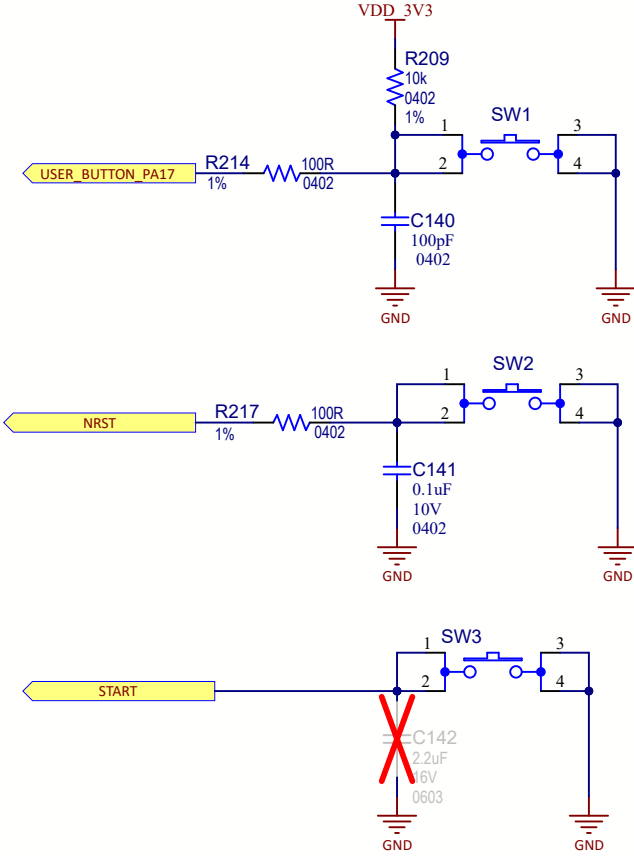 VDD_3V3
R209
10k
0402
1%
SW1
1
3
2
4
USER_BUTTON_PA17
R214
1%
100R
0402
C140
100pF
0402
GND
GND
SW2
1
3
2
4
NRST
R217
1%
100R
0402
C141
0.1uF
10V
0402
GND
GND
SW3
1
3
2
4
START
C142
2.2uF
16V
0603
GND
GND